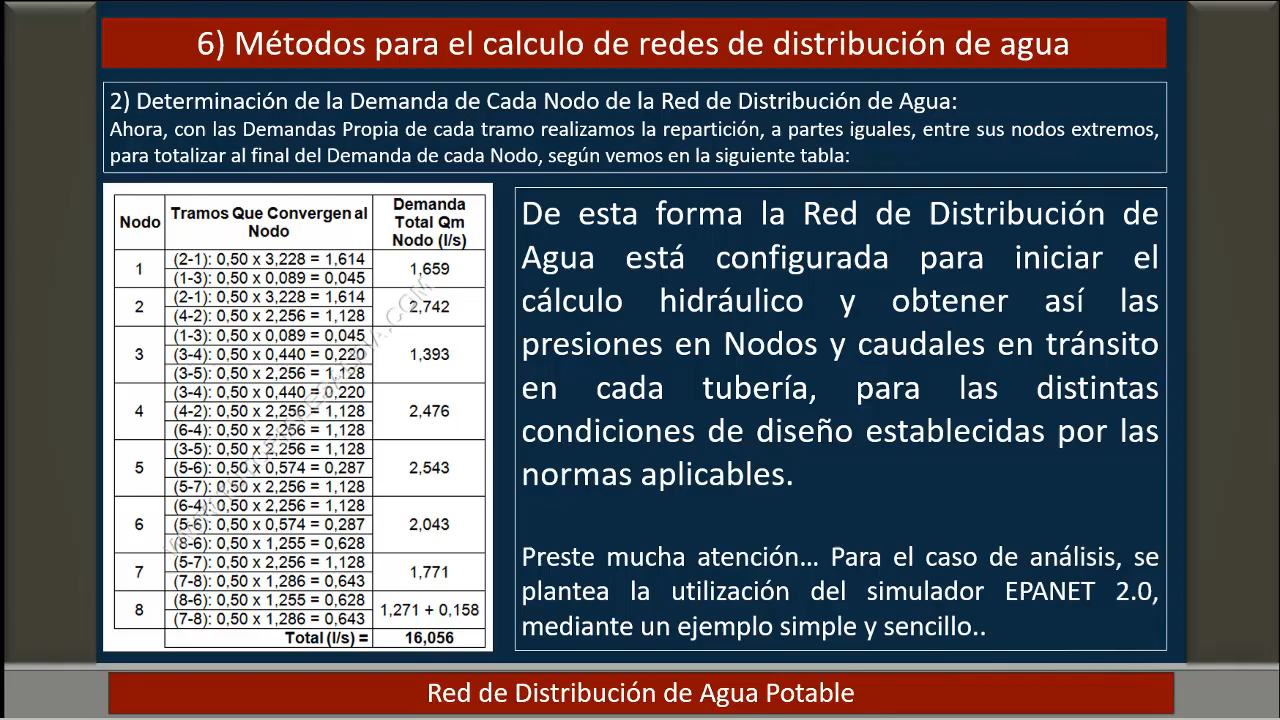 6) Métodos para el calculo de redes de distribución de agua
2) Determinación de la Demanda de Cada Nodo de la Red de Distribución de Agua:
Ahora, con las Demandas Propia de cada tramo realizamos la repartición, a partes iguales, entre sus nodos extremos,
para totalizar al final del Demanda de cada Nodo, según vemos en la siguiente tabla:
Nodo Tramos Que Convergen al Nodo Demanda Total Qm Nodo (l/s)
1 (2-1): 0,50 x 3,228 = 1,614 1,659
(1-3): 0,50 x 0,089 = 0,045
2 (2-1): 0,50 x 3,228 = 1,614 2,742
(4-2): 0,50 x 2,256 = 1,128
3 (1-3): 0,50 x 0,089 = 0,045 1,393
(3-4): 0,50 x 0,440 = 0,220
(3-5): 0,50 x 2,256 = 1,128
4 (3-4): 0,50 x 0,440 = 0,220 2,476
(4-2): 0,50 x 2,256 = 1,128
(6-4): 0,50 x 2,256 = 1,128
5 (3-5): 0,50 x 2,256 = 1,128 2,543
(5-6): 0,50 x 0,574 = 0,287
(5-7): 0,50 x 2,256 = 1,128
6 (6-4): 0,50 x 2,256 = 1,128 2,043
(5-6): 0,50 x 0,574 = 0,287
(8-6): 0,50 x 1,255 = 0,628
7 (5-7): 0,50 x 2,256 = 1,128 1,771
(7-8): 0,50 x 1,286 = 0,643
8 (8-6): 0,50 x 1,255 = 0,628 1,271 + 0,158
(7-8): 0,50 x 1,286 = 0,643
Total (l/s) = 16,056
De esta forma la Red de Distribución de
Agua está configurada para iniciar el
cálculo hidráulico y obtener así las
presiones en Nodos y caudales en tránsito
en cada tubería, para las distintas
condiciones de diseño establecidas por las
normas aplicables.
Preste mucha atención... Para el caso de análisis, se
plantea la utilización del simulador EPANET 2.0,
mediante un ejemplo simple y sencillo..
Red de Distribución de Agua Potable